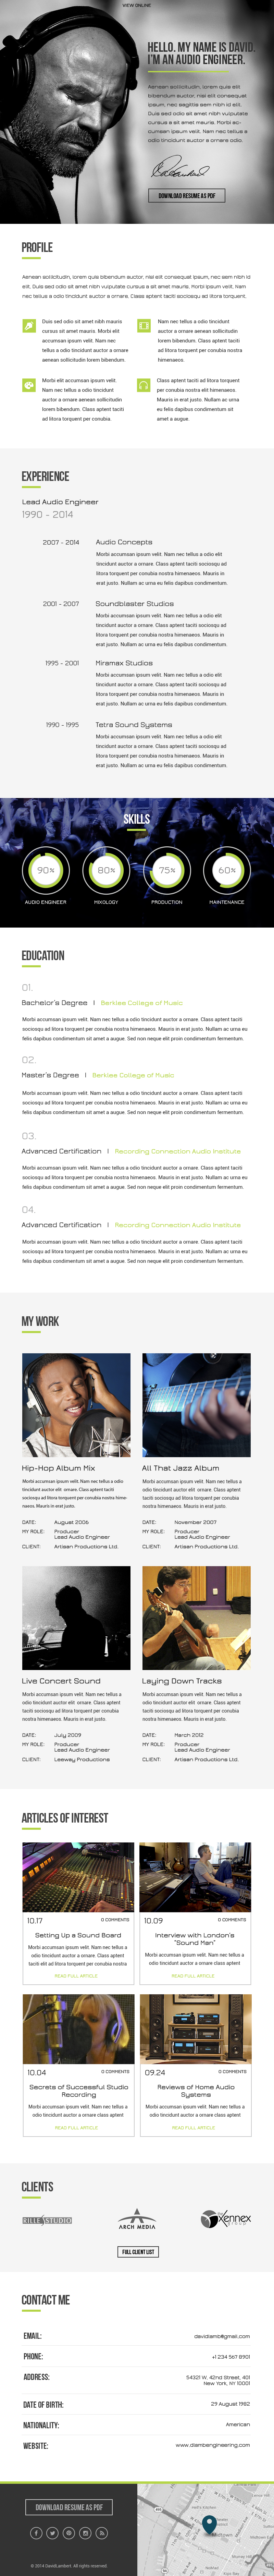 VIEW ONLINE
HELLO. MY NAME IS DAVID.
I'M AN AUDIO ENGINEER.
Aenean sollicitudin, lorem quis
bibendum auctor, nisi elit consequat
ipsum, nec sagittis sem nibh id elit.
Duis sed odio sit amet nibh vulputate
cursus a sit amet mauris. Morbi ac-
cumsan ipsum velit. Nam nec tellus a
odio tincidunt auctor a ornare odio.
DOWNLOAD RESUME AS PDF
PROFILE
Aenean sollicitudin, lorem quis bibendum auctor, nisi elit consequat ipsum, nec sem nibh id
elit. Duis sed odio sit amet nibh vulputate cursus a sit amet mauris. Morbi ipsum velit. Nam
nec tellus a odio tincidunt auctor a ornare. Class aptent taciti sociosqu ad litora torquent.
Duis sed odio sit amet nibh mauris
cursus sit amet mauris. Morbi elit
accumsan ipsum velit. Nam nec
tellus a odio tincidunt auctor a ornare
aenean sollicitudin lorem bibendum.
Nam nec tellus a odio tincidunt
auctor a ornare aenean sollicitudin
lorem bibendum. Class aptent taciti
ad litora torquent per conubia nostra
himenaeos.
Morbi elit accumsan ipsum velit.
Nam nec tellus a odio tincidunt
auctor a ornare aenean sollicitudin
lorem bibendum. Class aptent taciti
ad litora torquent per conubia.
Class aptent taciti ad litora torquent
per conubia nostra himenaeos.
Mauris in erat justo. Nullam ac urna
eu felis dapibus condimentum sit
amet a augue.
EXPERIENCE
Lead Audio Engineer
1990 - 2014
2007 - 2014
Audio Concepts
Morbi accumsan ipsum velit. Nam nec tellus a odio elit
tincidunt auctor a ornare. Class aptent taciti sociosqu ad
litora torquent per conubia nostra himenaeos. Mauris in
erat justo. Nullam ac urna eu felis dapibus condimentum.
2001 - 2007
Soundblaster Studios
Morbi accumsan ipsum velit. Nam nec tellus a odio elit
tincidunt auctor a ornare. Class aptent taciti sociosqu ad
litora torquent per conubia nostra himenaeos. Mauris in
erat justo. Nullam ac urna eu felis dapibus condimentum.
1995 - 2001
Miramax Studios
Morbi accumsan ipsum velit. Nam nec tellus a odio elit
tincidunt auctor a ornare. Class aptent taciti sociosqu ad
litora torquent per conubia nostra himenaeos. Mauris in
erat justo. Nullam ac urna eu felis dapibus condimentum.
1990 - 1995
Tetra Sound Systems
Morbi accumsan ipsum velit. Nam nec tellus a odio elit
tincidunt auctor a ornare. Class aptent taciti sociosqu ad
litora torquent per conubia nostra himenaeos. Mauris in
erat justo. Nullam ac urna eu felis dapibus condimentum.
SKILLS
90%
80%
75%
60%
AUDIO ENGINEER
MIXOLOGY
PRODUCTION
MAINTENANCE
EDUCATION
01.
Bachelor's Degree | Berklee College of Music
Morbi accumsan ipsum velit. Nam nec tellus a odio tincidunt auctor a ornare. Class aptent taciti
sociosqu ad litora torquent per conubia nostra himenaeos. Mauris in erat justo. Nullam ac urna eu
felis dapibus condimentum sit amet a augue. Sed non neque elit proin condimentum fermentum.
02.
Master's Degree | Berklee College of Music
Morbi accumsan ipsum velit. Nam nec tellus a odio tincidunt auctor a ornare. Class aptent taciti
sociosqu ad litora torquent per conubia nostra himenaeos. Mauris in erat justo. Nullam ac urna eu
felis dapibus condimentum sit amet a augue. Sed non neque elit proin condimentum fermentum.
03.
Advanced Certification | Recording Connection Audio Institute
Morbi accumsan ipsum velit. Nam nec tellus a odio tincidunt auctor a ornare. Class aptent taciti
sociosqu ad litora torquent per conubia nostra himenaeos. Mauris in erat justo. Nullam ac urna eu
felis dapibus condimentum sit amet a augue. Sed non neque elit proin condimentum fermentum.
04.
Advanced Certification | Recording Connection Audio Institute
Morbi accumsan ipsum velit. Nam nec tellus a odio tincidunt auctor a ornare. Class aptent taciti
sociosqu ad litora torquent per conubia nostra himenaeos. Mauris in erat justo. Nullam ac urna eu
felis dapibus condimentum sit amet a augue. Sed non neque elit proin condimentum fermentum.
MY WORK
Hip-Hop Album Mix
Morbi accumsan ipsum velit. Nam nec tellus a odio
tincidunt auctor elit ornare. Class aptent taciti
sociosqu ad litora torquent per conubia nostra hime-
naeos. Mauris in erat justo.
DATE: August 2006
MY ROLE: Producer
Lead Audio Engineer
CLIENT: Artisan Productions Ltd.
All That Jazz Album
Morbi accumsan ipsum velit. Nam nec tellus a
odio tincidunt auctor elit ornare. Class aptent
taciti sociosqu ad litora torquent per conubia
nostra himenaeos. Mauris in erat justo.
DATE: November 2007
MY ROLE: Producer
Lead Audio Engineer
CLIENT: Artisan Productions Ltd.
Live Concert Sound
Morbi accumsan ipsum velit. Nam nec tellus a
odio tincidunt auctor elit ornare. Class aptent
taciti sociosqu ad litora torquent per conubia
nostra himenaeos. Mauris in erat justo.
DATE: July 2009
MY ROLE: Producer
Lead Audio Engineer
CLIENT: Leeway Productions
Laying Down Tracks
Morbi accumsan ipsum velit. Nam nec tellus a
odio tincidunt auctor elit ornare. Class aptent
taciti sociosqu ad litora torquent per conubia
nostra himenaeos. Mauris in erat justo.
DATE: March 2012
MY ROLE: Producer
Lead Audio Engineer
CLIENT: Artisan Productions Ltd.
ARTICLES OF INTEREST
10.17
0 COMMENTS
Setting Up a Sound Board
Morbi accumsan ipsum velit. Nam nec tellus a
odio tincidunt auctor a ornare. Class aptent
taciti elit ad litora torquent per conubia nostra
READ FULL ARTICLE
10.09
0 COMMENTS
Interview with London's
"Sound Man"
Morbi accumsan ipsum velit. Nam nec tellus a
odio tincidunt auctor a ornare class aptent
READ FULL ARTICLE
10.04
0 COMMENTS
Secrets of Successful Studio
Recording
Morbi accumsan ipsum velit. Nam nec tellus a
odio tincidunt auctor a ornare class aptent
READ FULL ARTICLE
09.24
0 COMMENTS
Reviews of Home Audio
Systems
Morbi accumsan ipsum velit. Nam nec tellus a
odio tincidunt auctor a ornare class aptent
READ FULL ARTICLE
CLIENTS
KILLER STUDIO
ARCH MEDIA
Xennex
FULL CLIENT LIST
CONTACT ME
EMAIL: davidlamb@gmail.com
PHONE: +1 234 567 8901
ADDRESS: 54321 W. 42nd Street, 401
New York, NY 10001
DATE OF BIRTH: 29 August 1982
NATIONALITY: American
WEBSITE: www.dlambengineering.com
DOWNLOAD RESUME AS PDF
© 2014 DavidLambert. All rights reserved.